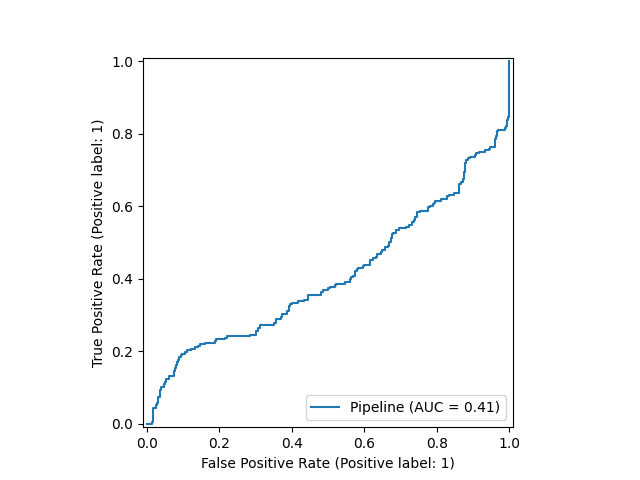 1.0
0.8
0.6
0.4
0.2
0.0
True Positive Rate (Positive label: 1)
Pipeline (AUC = 0.41)
0.0 0.2 0.4 0.6 0.8 1.0
False Positive Rate (Positive label: 1)